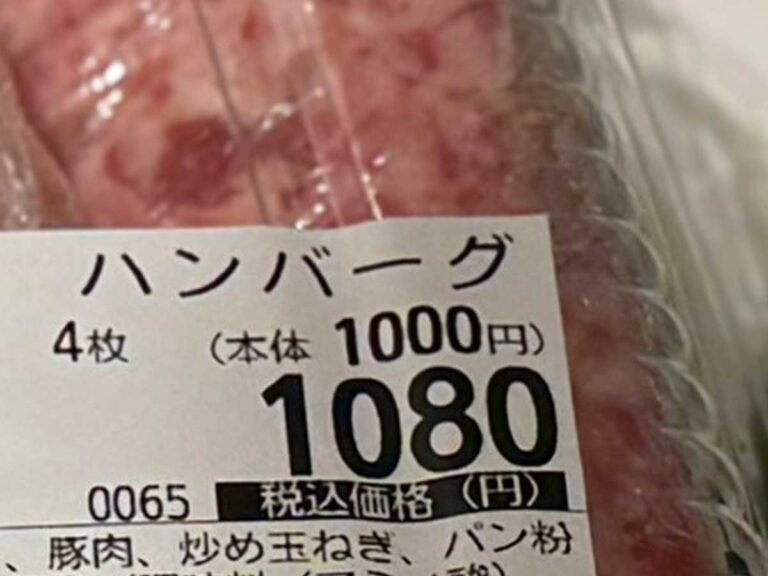 ハンバーグ
4枚 (本体 1000円)
1080
0065 税込価格 (円)
、豚肉、炒め玉ねぎ、パン粉